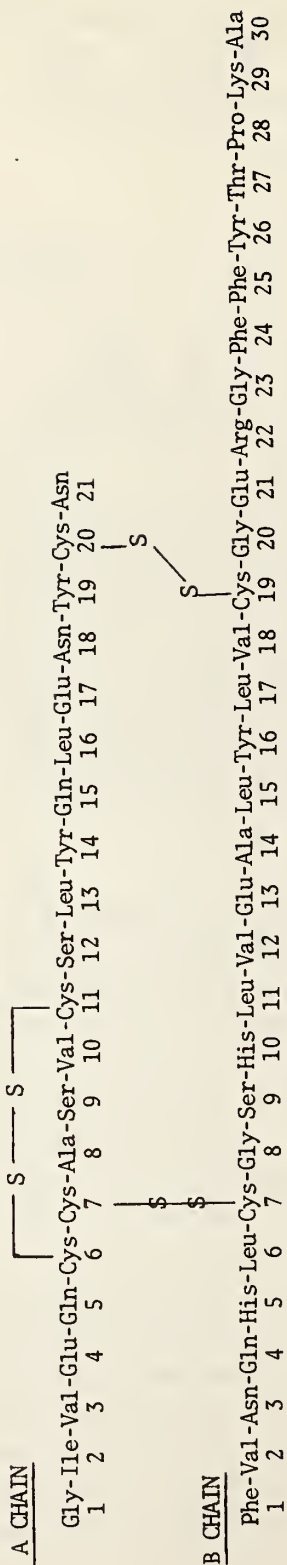 A CHAIN
S — S
Gly-Ile-Val-Glu-Gln-Cys-Cys-Ala-Ser-Val-Cys-Ser-Leu-Tyr-Gln-Leu-Glu-Asn-Tyr-Cys-Asn
1 2 3 4 5 6 7 8 9 10 11 12 13 14 15 16 17 18 19 20 21
S S
S S
B CHAIN
Phe-Val-Asn-Gln-His-Leu-Cys-Gly-Ser-His-Leu-Val-Glu-Ala-Leu-Tyr-Leu-Val-Cys-Gly-Glu-Arg-Gly-Phe-Phe-Tyr-Thr-Pro-Lys-Ala
1 2 3 4 5 6 7 8 9 10 11 12 13 14 15 16 17 18 19 20 21 22 23 24 25 26 27 28 29 30